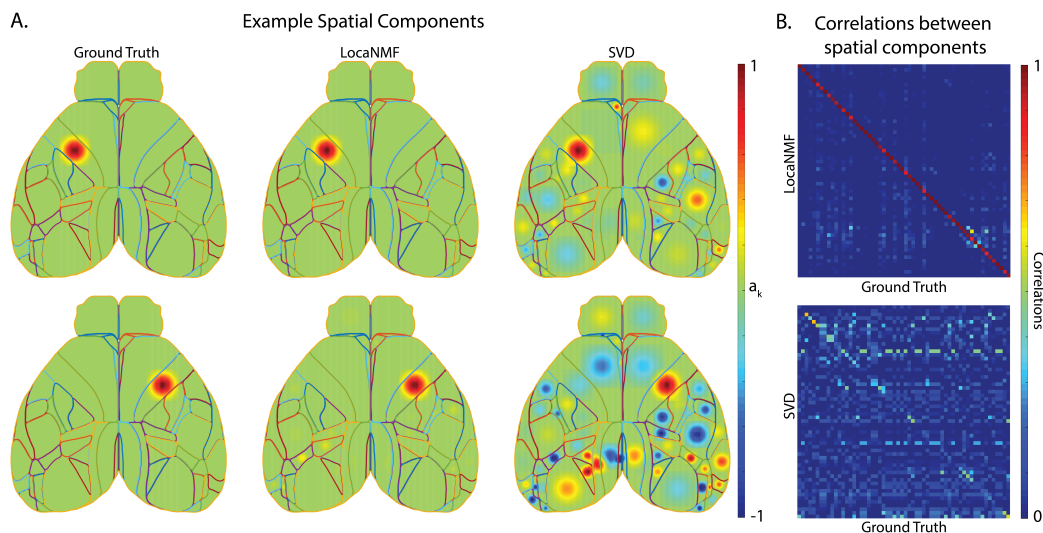 A.
Example Spatial Components
Ground Truth
LocaNMF
SVD
1
a_k
-1
B.
Correlations between
spatial components
LocaNMF
Ground Truth
SVD
Ground Truth
1
Correlations
0